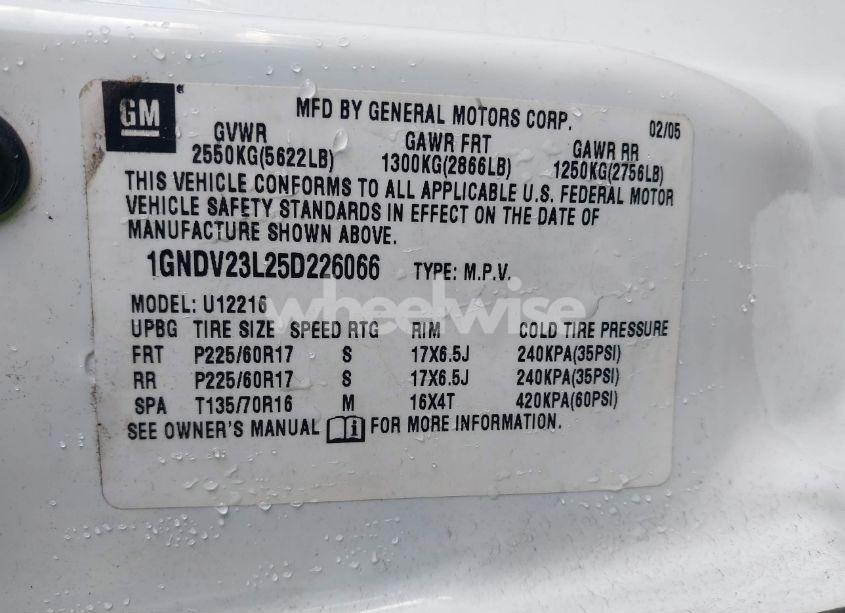 GM
MFD BY GENERAL MOTORS CORP. 02/05
GVWR GAWR FRT GAWR RR
2550KG(5622LB) 1300KG(2866LB) 1250KG(2756LB)
THIS VEHICLE CONFORMS TO ALL APPLICABLE U.S. FEDERAL MOTOR
VEHICLE SAFETY STANDARDS IN EFFECT ON THE DATE OF
MANUFACTURE SHOWN ABOVE.
1GNDV23L25D226066 TYPE: M.P.V.
wheelwise
MODEL: U12216
UPBG TIRE SIZE SPEED RTG RIM COLD TIRE PRESSURE
FRT P225/60R17 S 17X6.5J 240KPA(35PSI)
RR P225/60R17 S 17X6.5J 240KPA(35PSI)
SPA T135/70R16 M 16X4T 420KPA(60PSI)
SEE OWNER'S MANUAL FOR MORE INFORMATION.